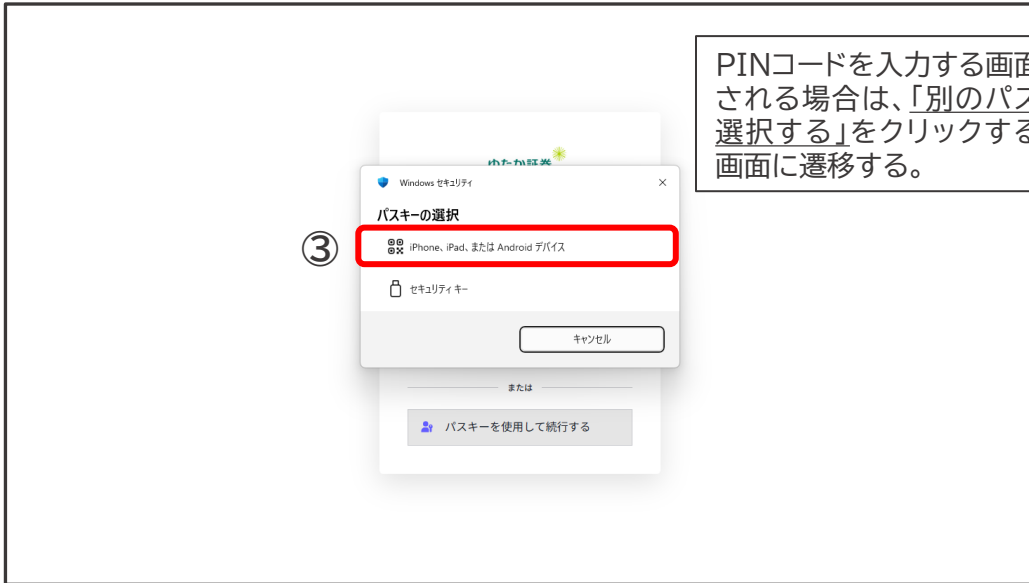 PINコードを入力する画面
される場合は、「別のパス
選択する」をクリックする
画面に遷移する。
ゆたか証券
Windows セキュリティ
パスキーの選択
③
iPhone、iPad、または Android デバイス
セキュリティ キー
キャンセル
または
パスキーを使用して続行する